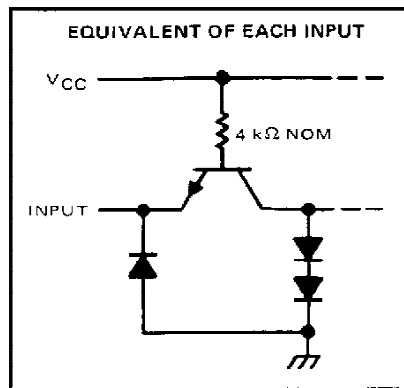 EQUIVALENT OF EACH INPUT
VCC
4 kΩ NOM
INPUT